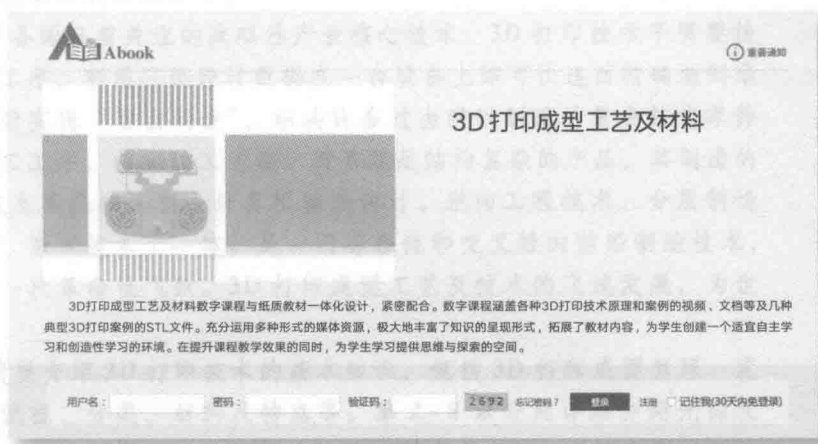 Abook
重要通知
3D打印成型工艺及材料
3D打印成型工艺及材料数字课程与纸质教材一体化设计，紧密配合。数字课程涵盖各种3D打印技术原理和案例的视频、文档等及几种
典型3D打印案例的STL文件。充分运用多种形式的媒体资源，极大地丰富了知识的呈现形式，拓展了教材内容，为学生创建一个适宜自主学
习和创造性学习的环境。在提升课程教学效果的同时，为学生学习提供思维与探索的空间。
用户名： 密码： 验证码： 2692 忘记密码？ 登录 注册 记住我(30天内免登录)